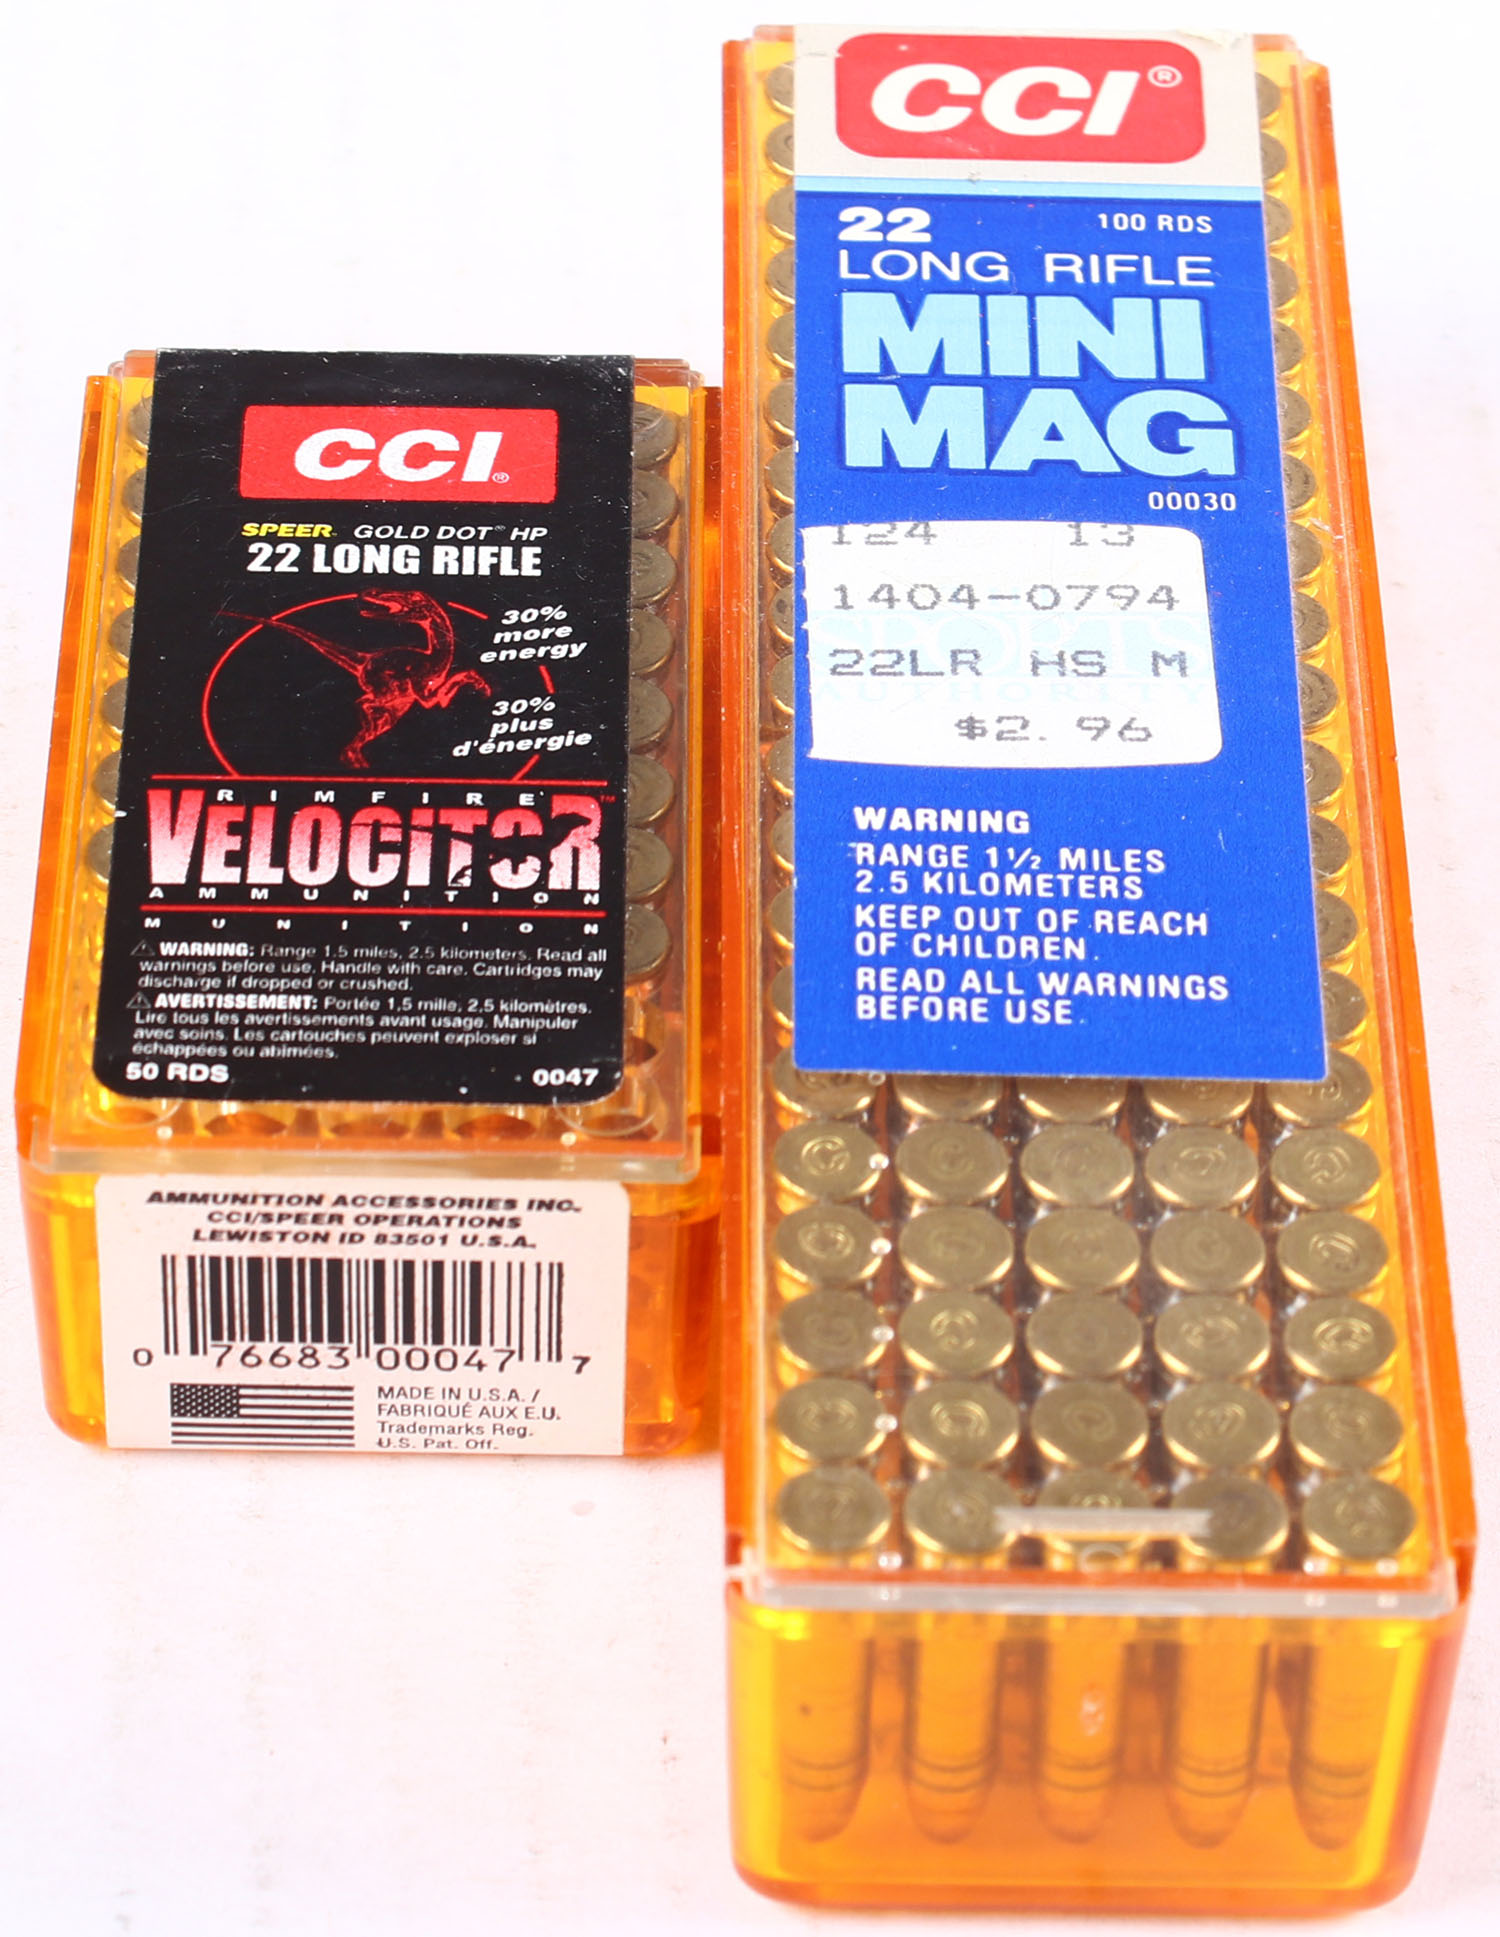 CCI®
SPEER® GOLD DOT® HP
22 LONG RIFLE
30%
more
energy
30%
plus
d'énergie
RIMFIRE
VELOCITOR™
AMMUNITION
MUNITION
⚠ WARNING: Range 1.5 miles, 2.5 kilometers. Read all
warnings before use. Handle with care. Cartridges may
discharge if dropped or crushed.
⚠ AVERTISSEMENT: Portée 1,5 mille, 2,5 kilomètres.
Lire tous les avertissements avant usage. Manipuler
avec soins. Les cartouches peuvent exploser si
échappées ou abimées.
50 RDS 0047
AMMUNITION ACCESSORIES INC.
CCI/SPEER OPERATIONS
LEWISTON ID 83501 U.S.A.
0 76683 00047 7
MADE IN U.S.A. /
FABRIQUÉ AUX E.U.
Trademarks Reg.
U.S. Pat. Off.
CCI®
22 100 RDS
LONG RIFLE
MINI
MAG
00030
124 13
1404-0794
SPORTS
22LR HS M
AUTHORITY
$2.96
WARNING
RANGE 1½ MILES
2.5 KILOMETERS
KEEP OUT OF REACH
OF CHILDREN.
READ ALL WARNINGS
BEFORE USE.